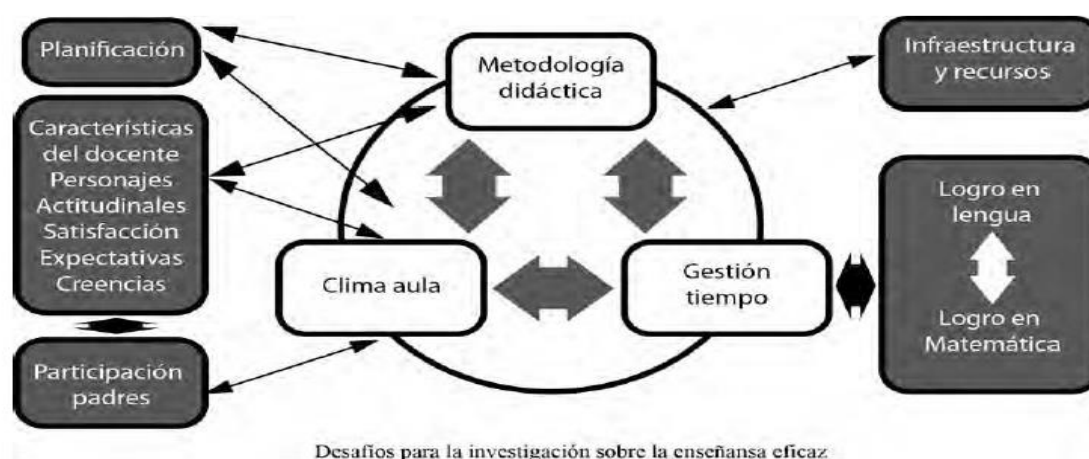 Planificación
Características
del docente
Personajes
Actitudinales
Satisfacción
Expectativas
Creencias
Participación
padres
Metodología
didáctica
Clima aula
Gestión
tiempo
Infraestructura
y recursos
Logro en
lengua
Logro en
Matemática
Desafíos para la investigación sobre la enseñansa eficaz